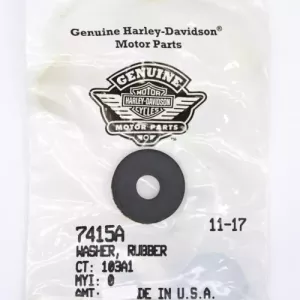 Genuine Harley-Davidson®
Motor Parts
GENUINE
MOTOR
HARLEY-DAVIDSON
CYCLES
MOTOR PARTS
7415A 11-17
WASHER, RUBBER
CT: 103A1
MYI: 0
AMT: DE IN U.S.A.